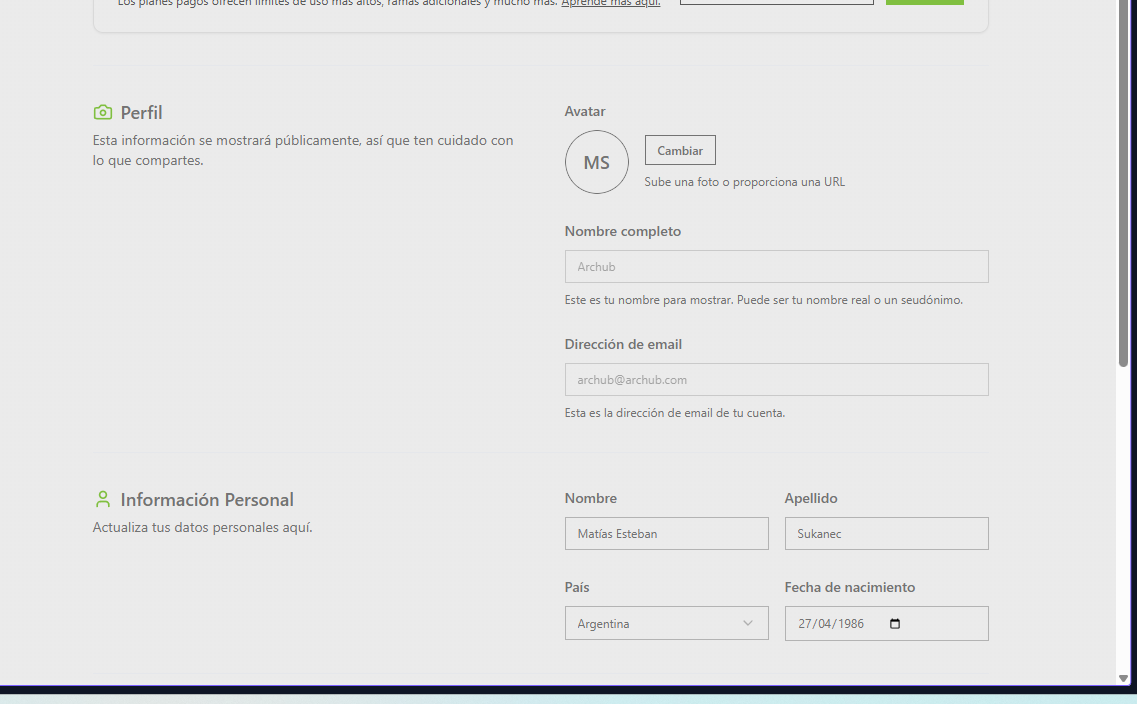 Los planes pagos ofrecen límites de uso más altos, ramas adicionales y mucho más. Aprende más aquí.
Perfil
Esta información se mostrará públicamente, así que ten cuidado con
lo que compartes.
Avatar
MS
Cambiar
Sube una foto o proporciona una URL
Nombre completo
Archub
Este es tu nombre para mostrar. Puede ser tu nombre real o un seudónimo.
Dirección de email
archub@archub.com
Esta es la dirección de email de tu cuenta.
Información Personal
Actualiza tus datos personales aquí.
Nombre
Apellido
Matías Esteban
Sukanec
País
Fecha de nacimiento
Argentina
27/04/1986